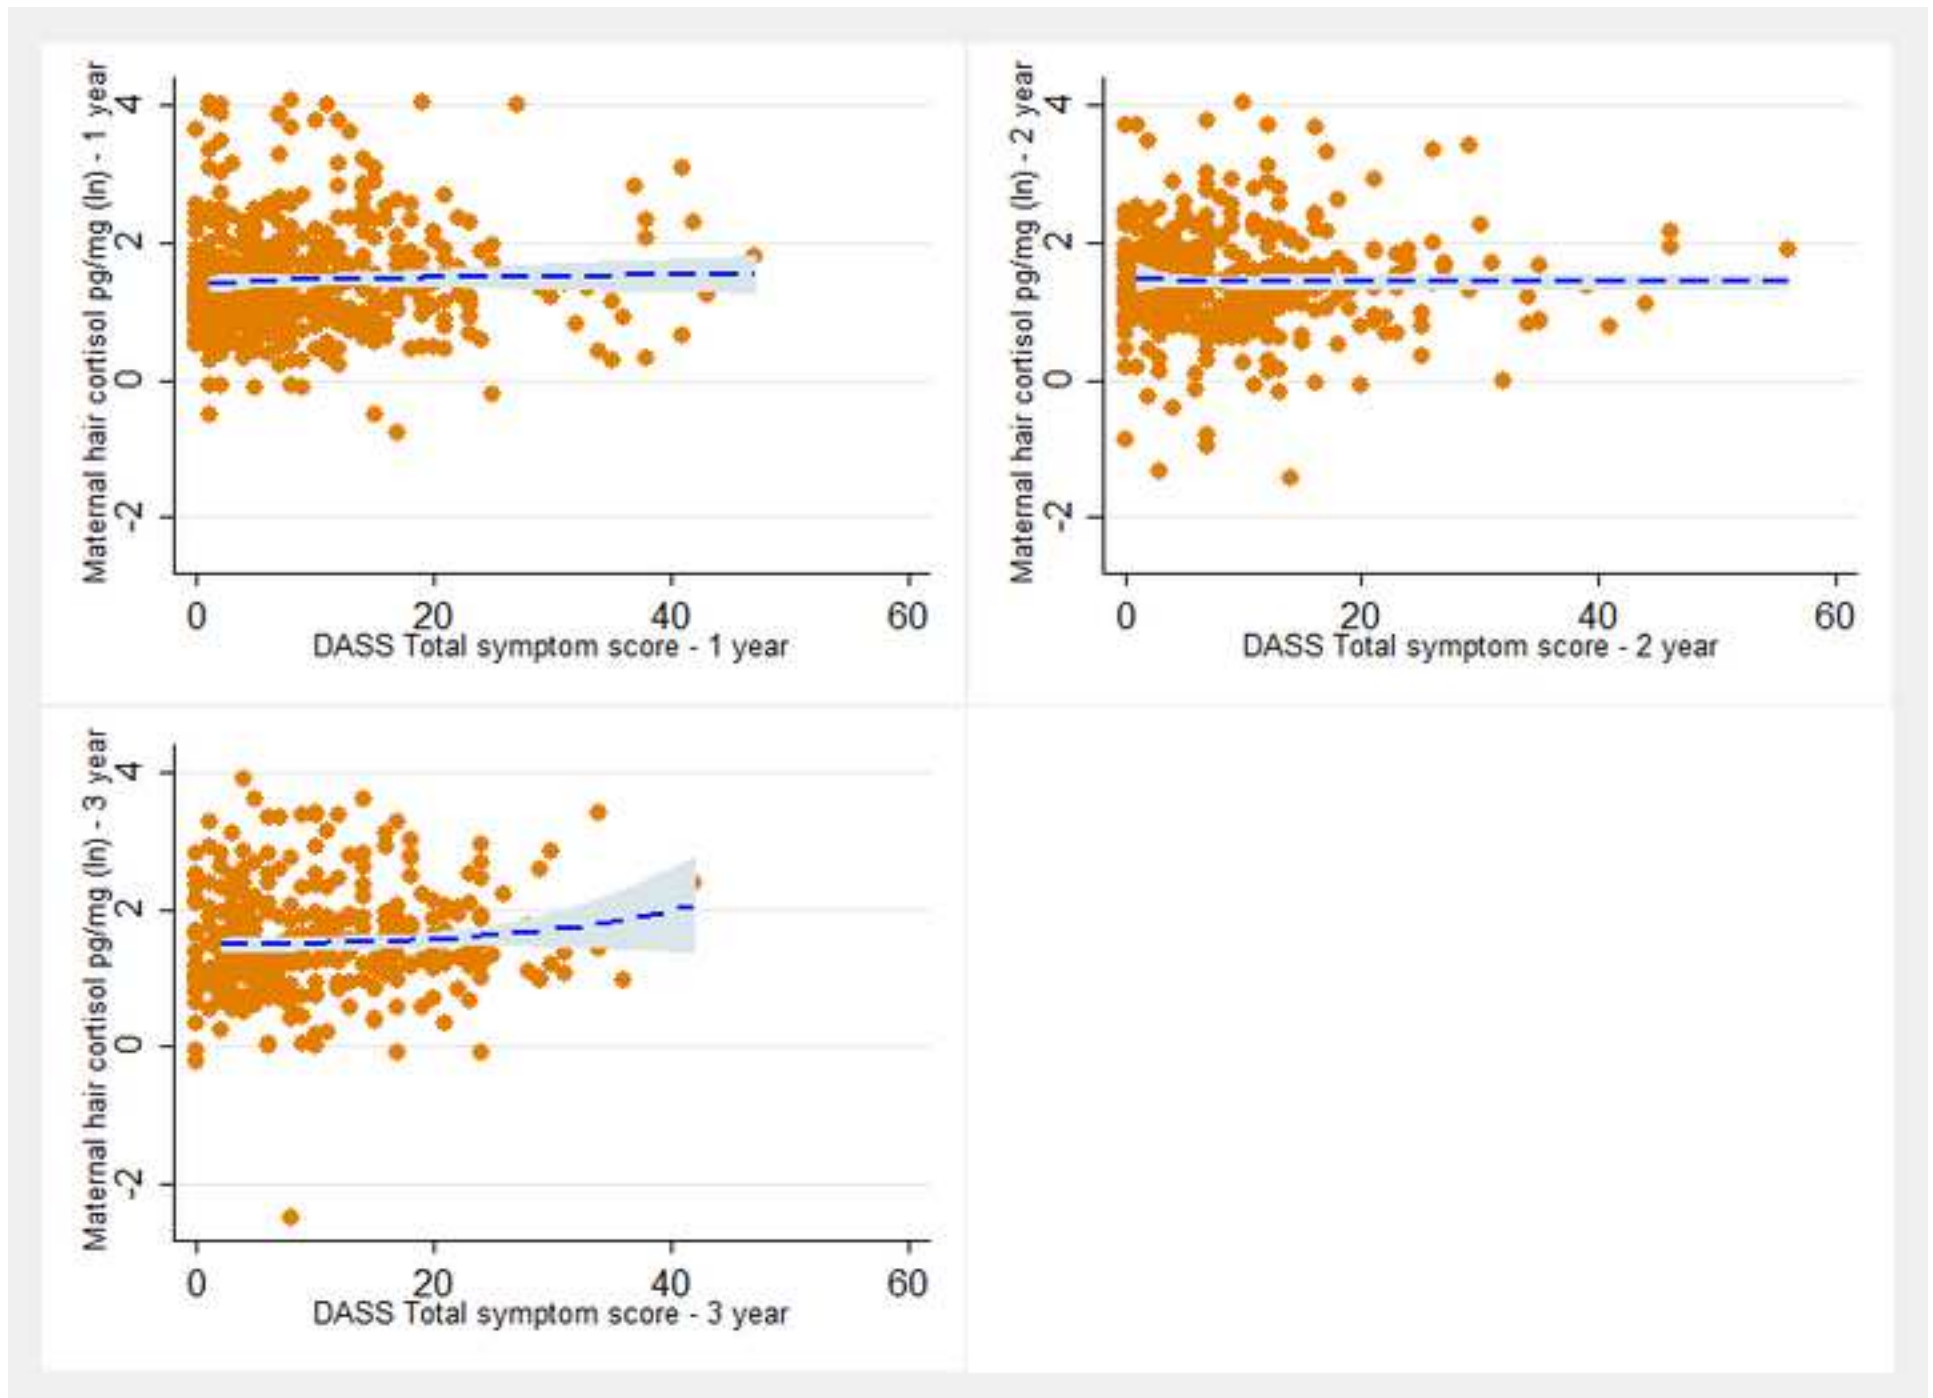 Maternal hair cortisol pg/mg (ln) - 1 year
4
2
0
-2
0 20 40 60
DASS Total symptom score - 1 year
Maternal hair cortisol pg/mg (ln) - 2 year
4
2
0
-2
0 20 40 60
DASS Total symptom score - 2 year
Maternal hair cortisol pg/mg (ln) - 3 year
4
2
0
-2
0 20 40 60
DASS Total symptom score - 3 year